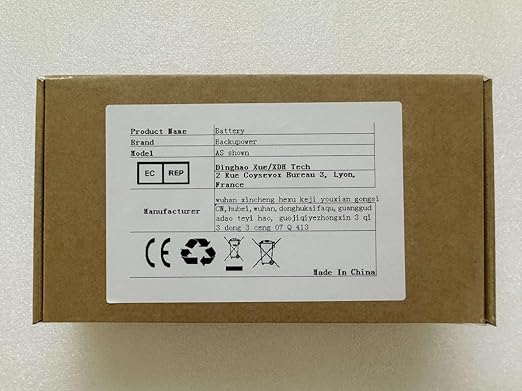 Product Name Battery
Brand Backupower
Model AS shown
EC REP Dinghao Xue/XDH Tech
2 Rue Coysevox Bureau 3, Lyon,
France
Manufacturer wuhan xincheng hexu keji youxian gongsi
CN,hubei,wuhan,donghukaifaqu,guanggud
adao teyi hao, guojiqiyezhongxin 3 qi
3 dong 3 ceng 07 Q 413
CE
Made In China